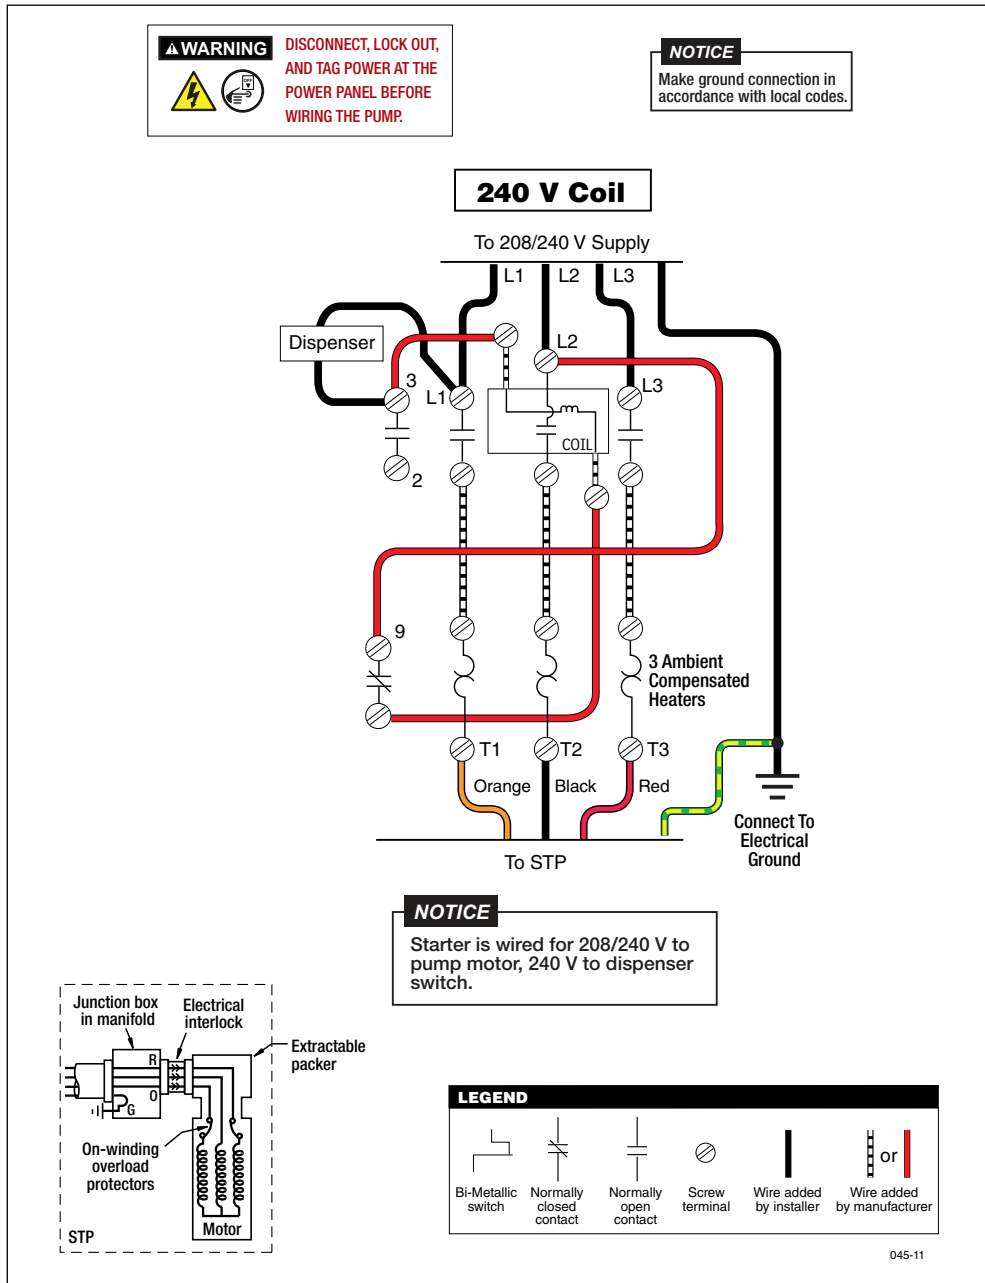 WARNING
DISCONNECT, LOCK OUT,
AND TAG POWER AT THE
POWER PANEL BEFORE
WIRING THE PUMP.
OFF
NOTICE
Make ground connection in
accordance with local codes.
240 V Coil
To 208/240 V Supply
L1 L2 L3
Dispenser
L2
3
L1
L3
COIL
2
9
3 Ambient
Compensated
Heaters
T1 T2 T3
Orange Black Red
Connect To
Electrical
Ground
To STP
NOTICE
Starter is wired for 208/240 V to
pump motor, 240 V to dispenser
switch.
Junction box
in manifold
Electrical
interlock
Extractable
packer
R
O
G
On-winding
overload
protectors
Motor
STP
LEGEND
or
Bi-Metallic
switch
Normally
closed
contact
Normally
open
contact
Screw
terminal
Wire added
by installer
Wire added
by manufacturer
045-11